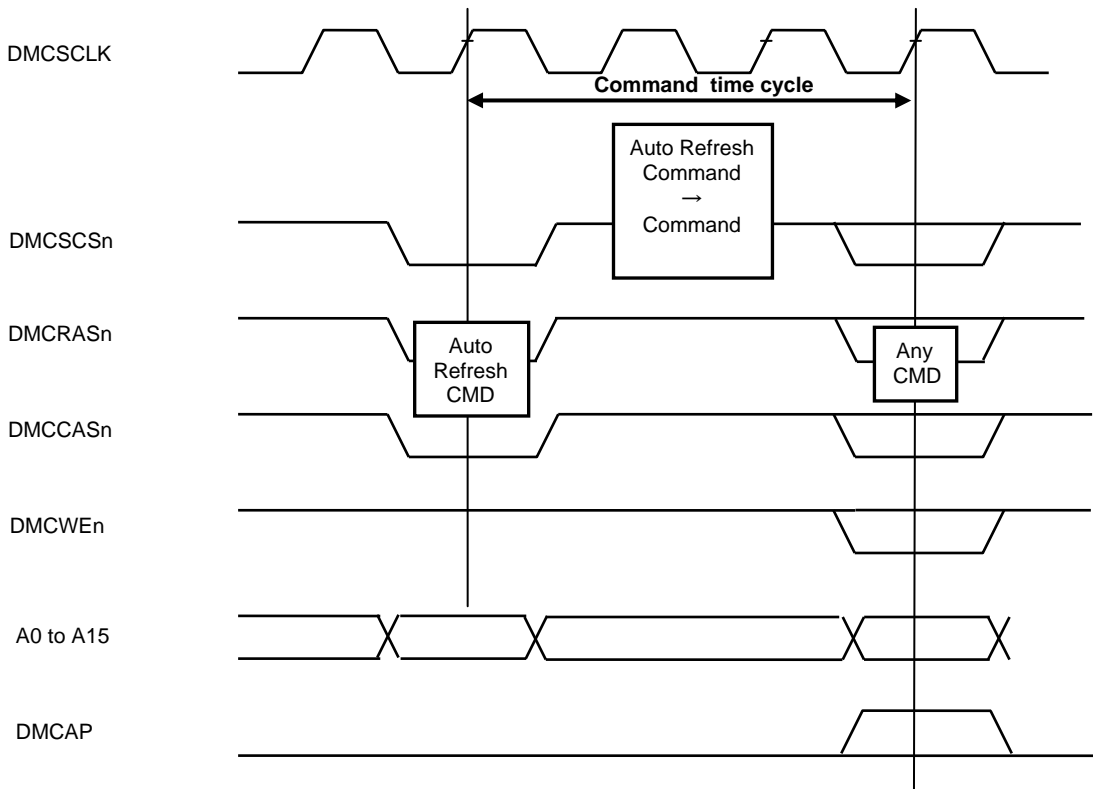 DMCSCLK
Command time cycle
Auto Refresh
Command
→
Command
DMCSCSn
DMCRASn
Auto
Refresh
CMD
Any
CMD
DMCCASn
DMCWEn
A0 to A15
DMCAP